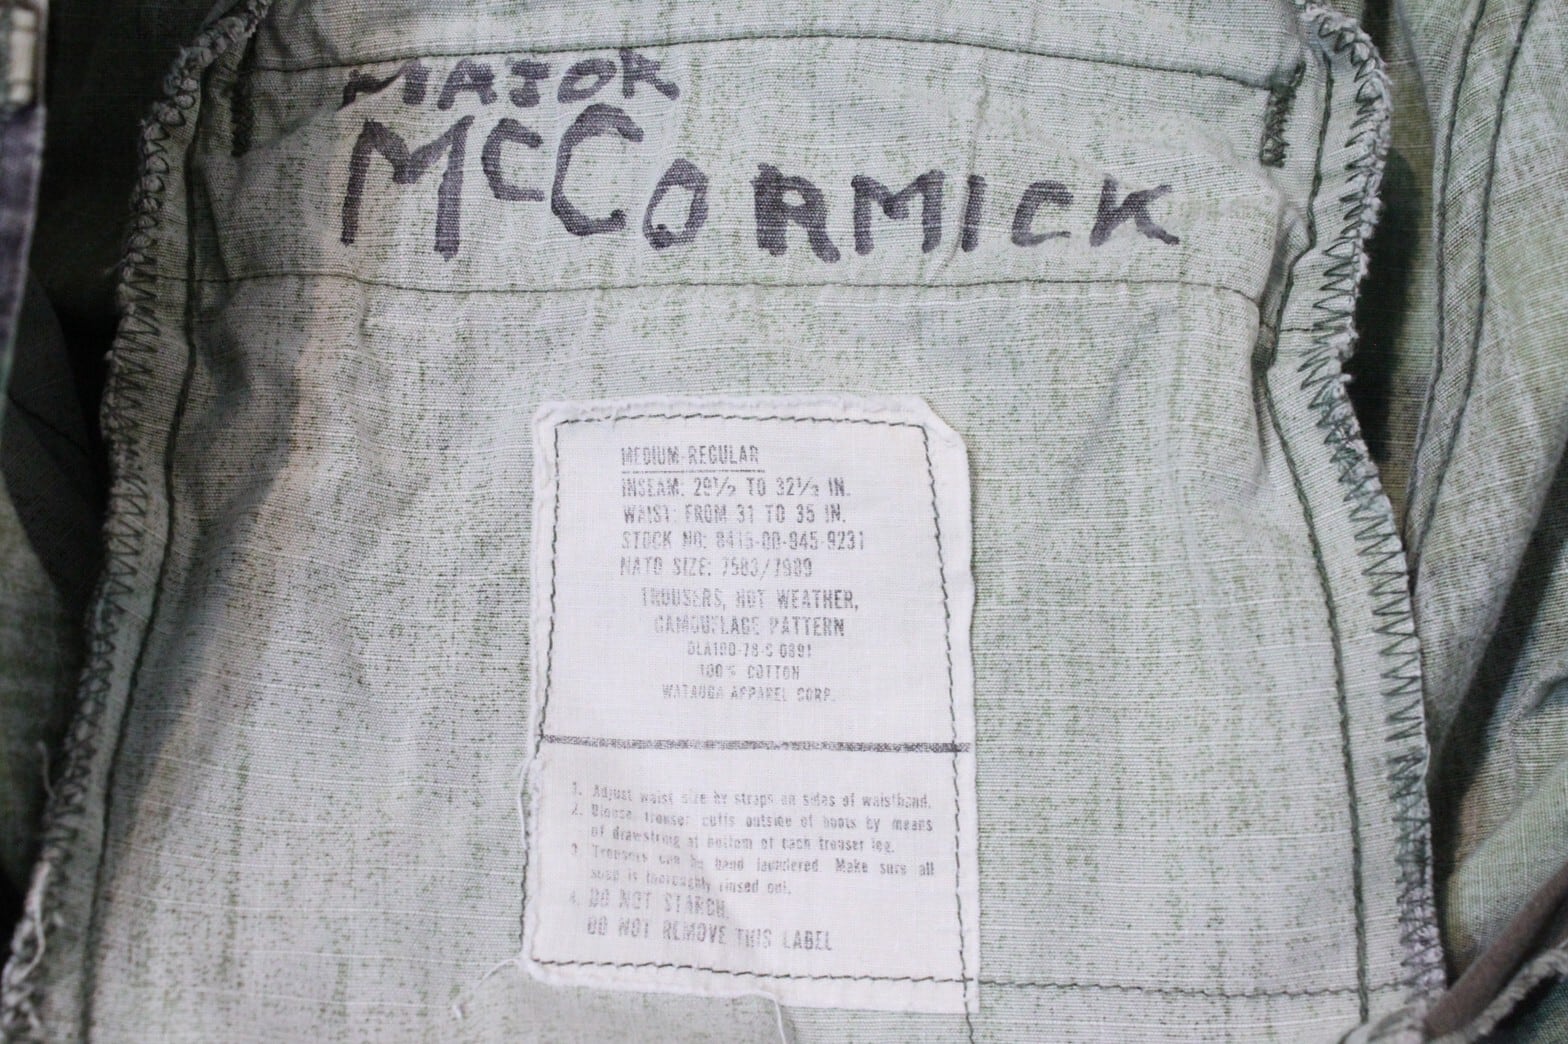 MAJOR
McCORMICK
MEDIUM REGULAR
INSEAM: 29½ TO 32½ IN.
WAIST: FROM 31 TO 35 IN.
STOCK NO: 8415-00-945-9231
NATO SIZE: 7583/7989
TROUSERS, HOT WEATHER,
CAMOUFLAGE PATTERN
DLA100-78-C-0891
100% COTTON
WATAUGA APPAREL CORP.
1. Adjust waist size by straps on sides of waistband.
2. Blouse trouser cuffs outside of boots by means
of drawstring at bottom of each trouser leg.
3. Trousers can be hand laundered. Make sure all
soap is thoroughly rinsed out.
4. DO NOT STARCH.
DO NOT REMOVE THIS LABEL